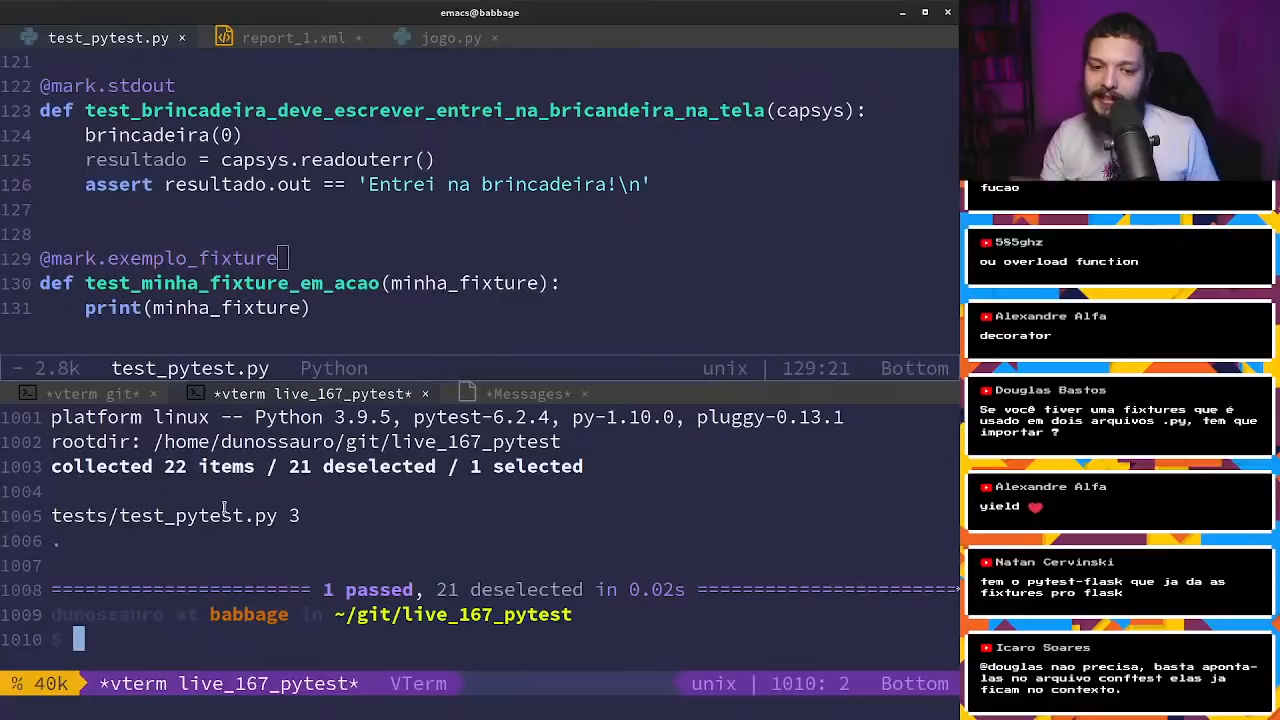 emacs@babbage
test_pytest.py ×
report_1.xml *
jogo.py ×
121
122 @mark.stdout
123 def test_brincadeira_deve_escrever_entrei_na_bricandeira_na_tela(capsys):
124 brincadeira(0)
125 resultado = capsys.readouterr()
126 assert resultado.out == 'Entrei na brincadeira!\n'
127
128
129 @mark.exemplo_fixture
130 def test_minha_fixture_em_acao(minha_fixture):
131 print(minha_fixture)
- 2.8k test_pytest.py Python unix | 129:21 Bottom
*vterm git* ×
*vterm live_167_pytest* ×
*Messages* ×
1001 platform linux -- Python 3.9.5, pytest-6.2.4, py-1.10.0, pluggy-0.13.1
1002 rootdir: /home/dunossauro/git/live_167_pytest
1003 collected 22 items / 21 deselected / 1 selected
1004
1005 tests/test_pytest.py 3
1006 .
1007
1008 ======================= 1 passed, 21 deselected in 0.02s =======================
1009 dunossauro at babbage in ~/git/live_167_pytest
1010 $
% 40k *vterm live_167_pytest* VTerm unix | 1010: 2 Bottom
fucao
585ghz
ou overload function
Alexandre Alfa
decorator
Douglas Bastos
Se você tiver uma fixtures que é
usado em dois arquivos .py, tem que
importar ?
Alexandre Alfa
yield ❤
Natan Cervinski
tem o pytest-flask que ja da as
fixtures pro flask
Icaro Soares
@douglas nao precisa, basta aponta-
las no arquivo conftest elas ja
ficam no contexto.